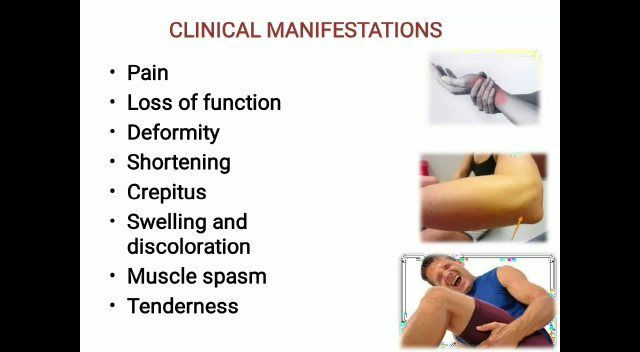 CLINICAL MANIFESTATIONS
• Pain
• Loss of function
• Deformity
• Shortening
• Crepitus
• Swelling and
discoloration
• Muscle spasm
• Tenderness